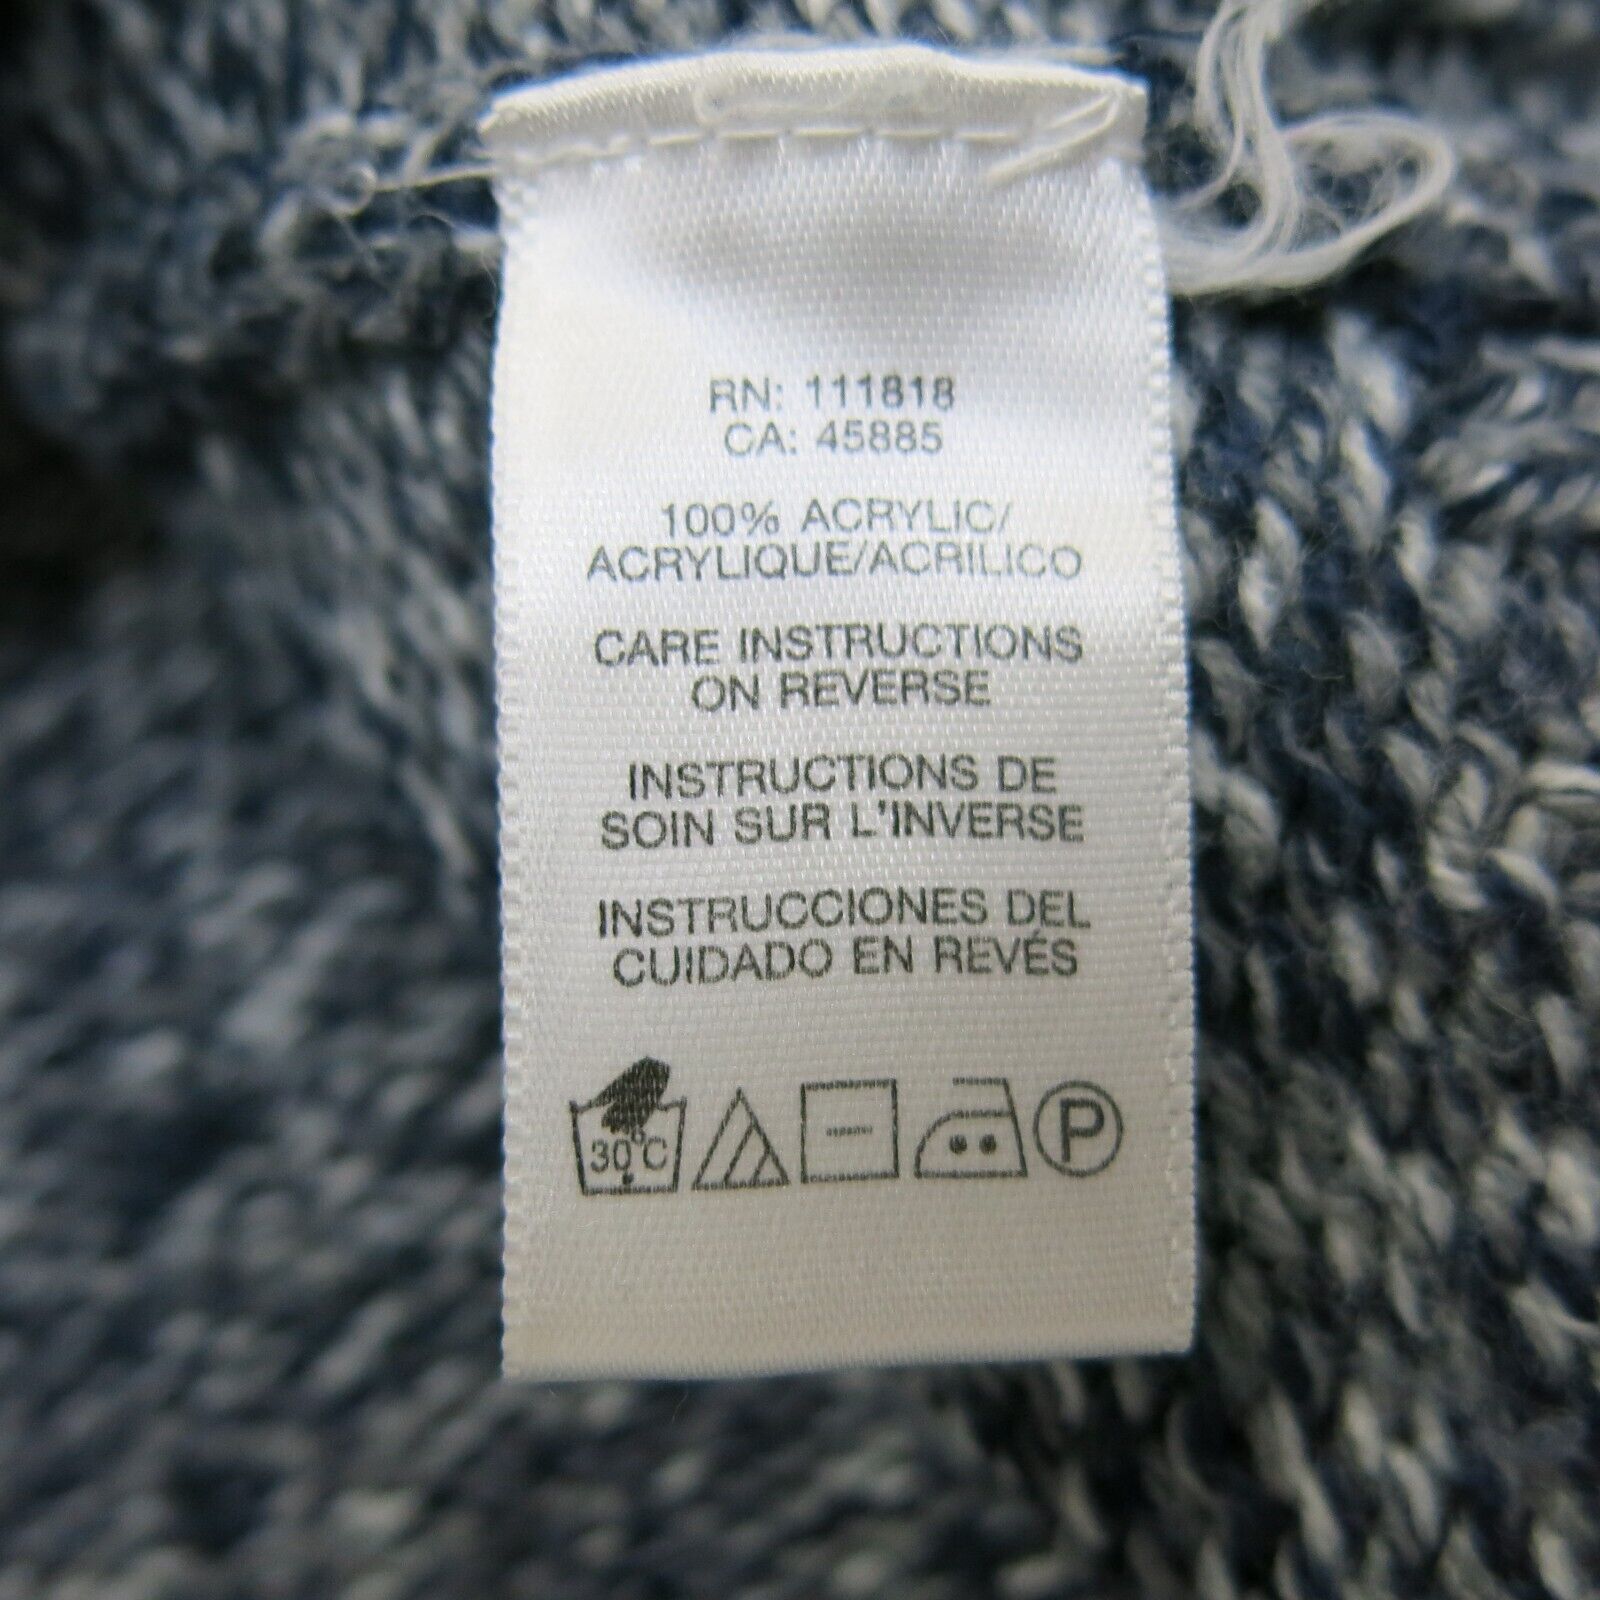 RN: 111818
CA: 45885
100% ACRYLIC/
ACRYLIQUE/ACRILICO
CARE INSTRUCTIONS
ON REVERSE
INSTRUCTIONS DE
SOIN SUR L'INVERSE
INSTRUCCIONES DEL
CUIDADO EN REVÉS
30°C P